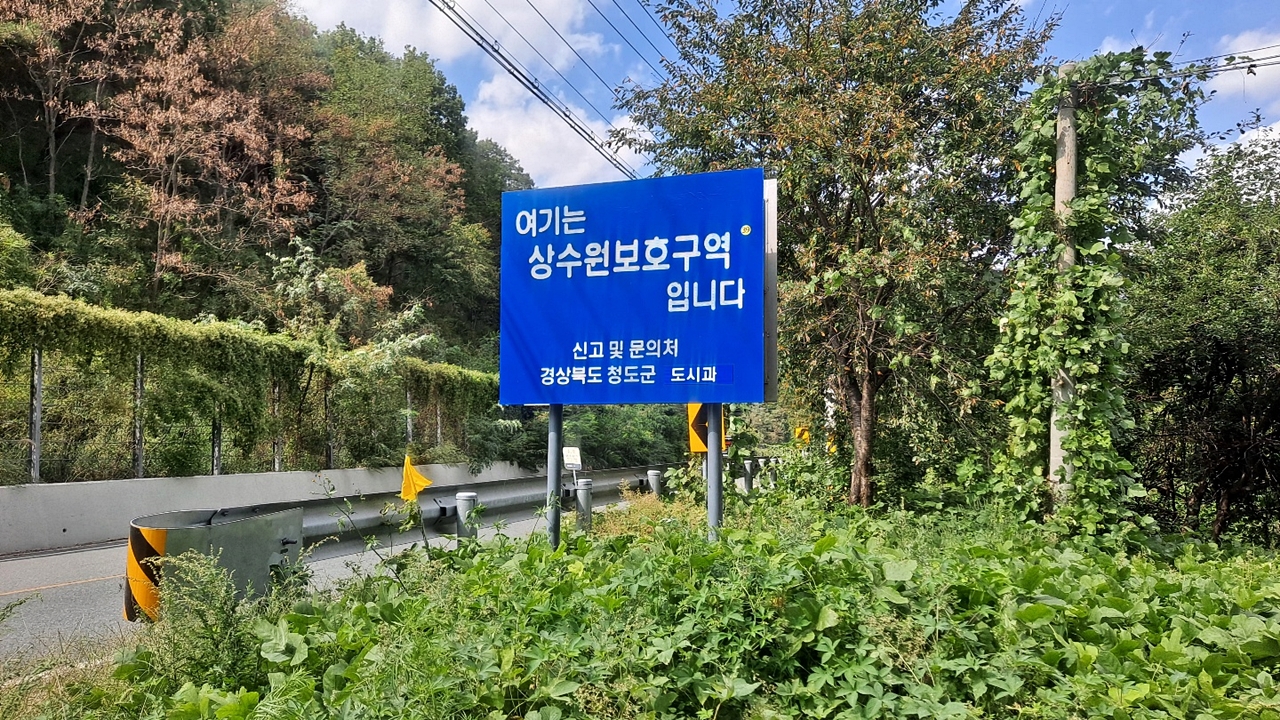 여기는
상수원보호구역
입니다
신고 및 문의처
경상북도 청도군 도시과